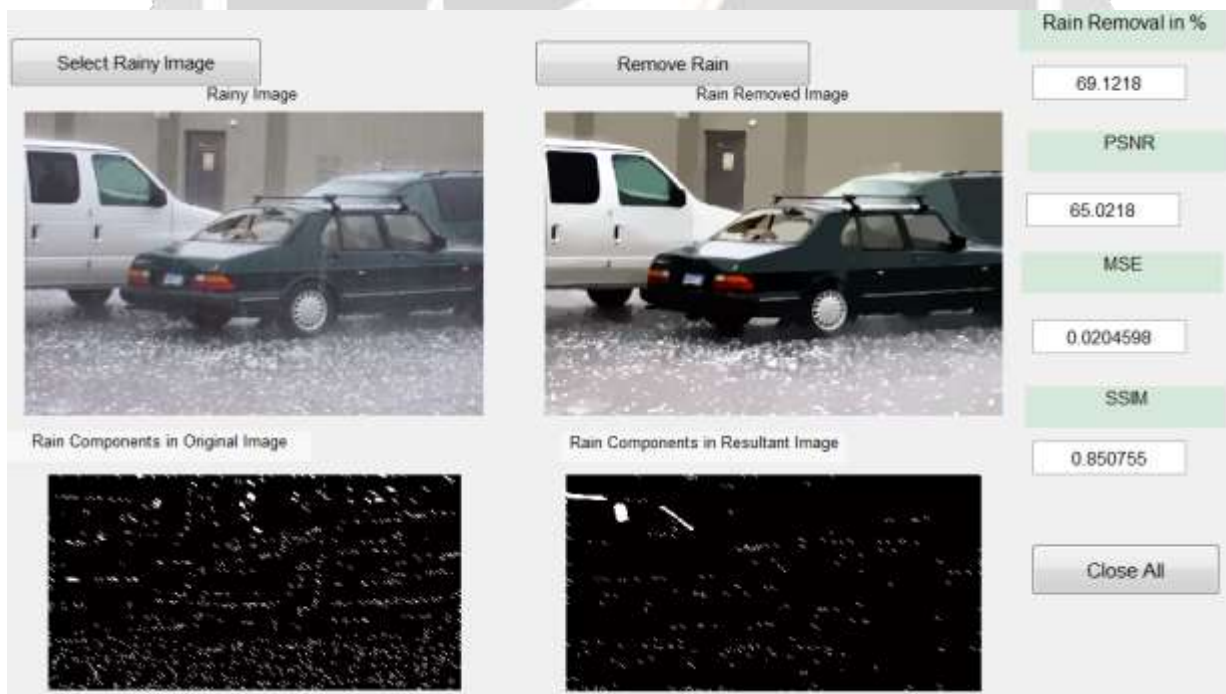 Select Rainy Image
Remove Rain
Rain Removal in %
69.1218
Rainy Image
Rain Removed Image
PSNR
65.0218
MSE
0.0204598
SSIM
0.850755
Rain Components in Original Image
Rain Components in Resultant Image
Close All